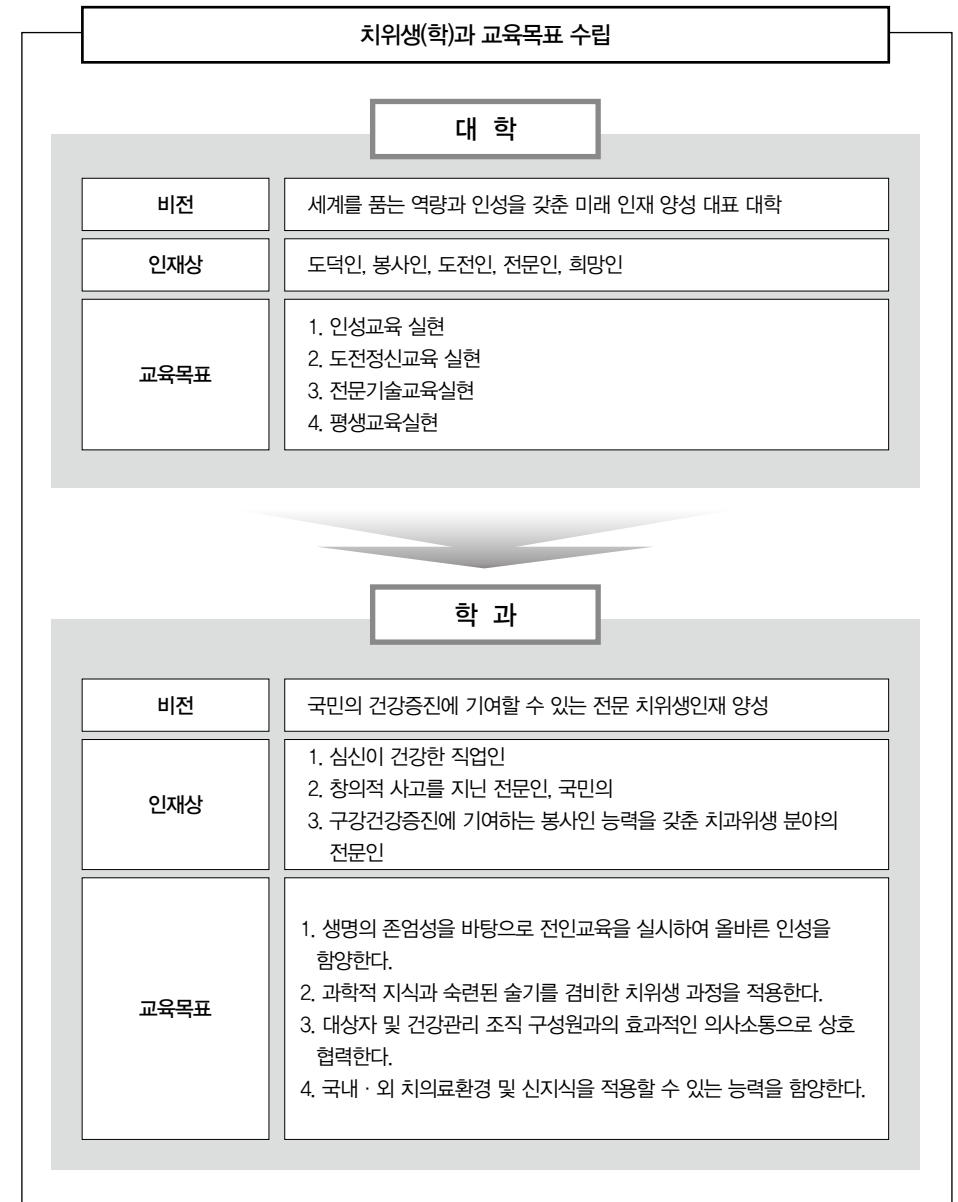 치위생(학)과 교육목표 수립
대 학
비전
세계를 품는 역량과 인성을 갖춘 미래 인재 양성 대표 대학
인재상
도덕인, 봉사인, 도전인, 전문인, 희망인
교육목표
1. 인성교육 실현
2. 도전정신교육 실현
3. 전문기술교육실현
4. 평생교육실현
학 과
비전
국민의 건강증진에 기여할 수 있는 전문 치위생인재 양성
인재상
1. 심신이 건강한 직업인
2. 창의적 사고를 지닌 전문인, 국민의
3. 구강건강증진에 기여하는 봉사인 능력을 갖춘 치과위생 분야의
전문인
교육목표
1. 생명의 존엄성을 바탕으로 전인교육을 실시하여 올바른 인성을
함양한다.
2. 과학적 지식과 숙련된 술기를 겸비한 치위생 과정을 적용한다.
3. 대상자 및 건강관리 조직 구성원과의 효과적인 의사소통으로 상호
협력한다.
4. 국내 · 외 치의료환경 및 신지식을 적용할 수 있는 능력을 함양한다.